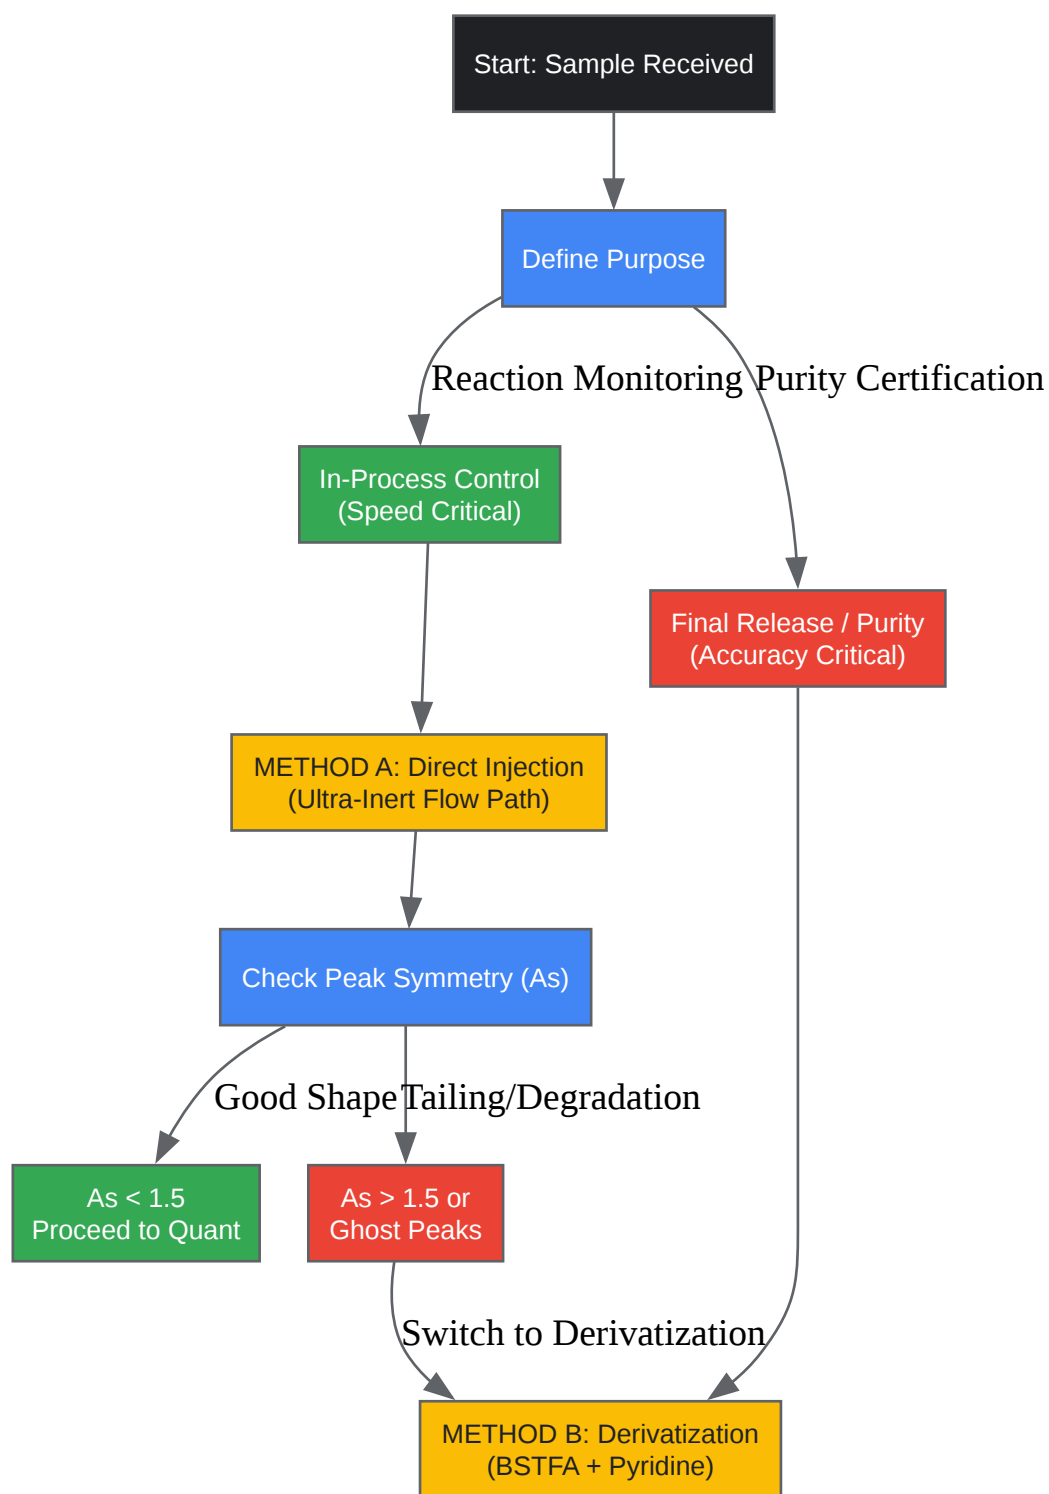 Start: Sample Received
Define Purpose
Reaction Monitoring
Purity Certification
In-Process Control
(Speed Critical)
Final Release / Purity
(Accuracy Critical)
METHOD A: Direct Injection
(Ultra-Inert Flow Path)
Check Peak Symmetry (As)
Good Shape
Tailing/Degradation
As < 1.5
Proceed to Quant
As > 1.5 or
Ghost Peaks
Switch to Derivatization
METHOD B: Derivatization
(BSTFA + Pyridine)